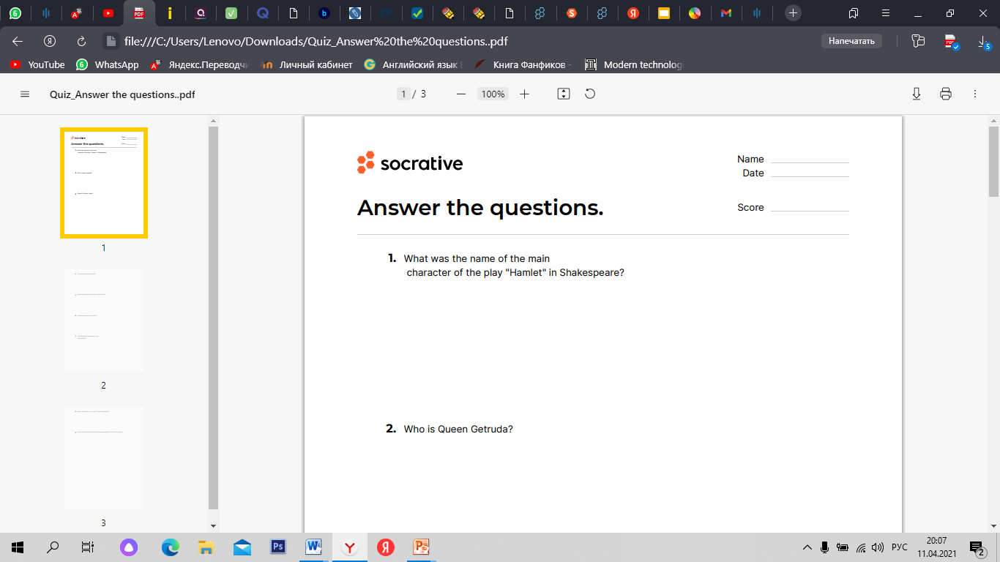 file:///C:/Users/Lenovo/Downloads/Quiz_Answer%20the%20questions..pdf
Напечатать
5
YouTube
6 WhatsApp
Яндекс.Переводчи
Личный кабинет
Английский язык
Книга Фанфиков -
Modern technolog
Quiz_Answer the questions..pdf
1 / 3
100%
socrative
Name
Date
Answer the questions.
Score
1. What was the name of the main
character of the play "Hamlet" in Shakespeare?
2. Who is Queen Getruda?
1
2
3
РУС
20:07
11.04.2021
2